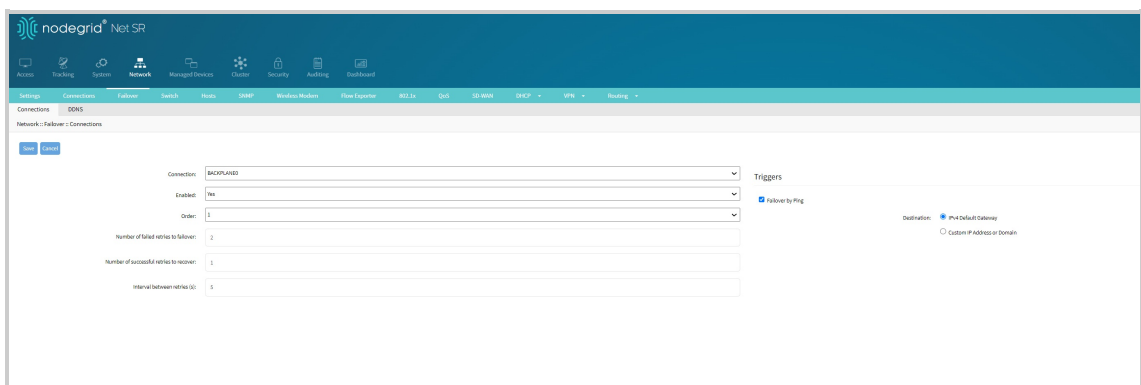 nodegrid® Net SR
Access Tracking System Network Managed Devices Cluster Security Auditing Dashboard
Settings Connections Failover Switch Hosts SNMP Wireless Modem Flow Exporter 802.1x QoS SD-WAN DHCP VPN Routing
Connections DDNS
Network :: Failover :: Connections
Save Cancel
Connection: BACKPLANE0
Triggers
Enabled: Yes
Failover by Ping
Order: 1
Destination: IPv4 Default Gateway
Custom IP Address or Domain
Number of failed retries to failover: 2
Number of successful retries to recover: 1
Interval between retries (s): 5